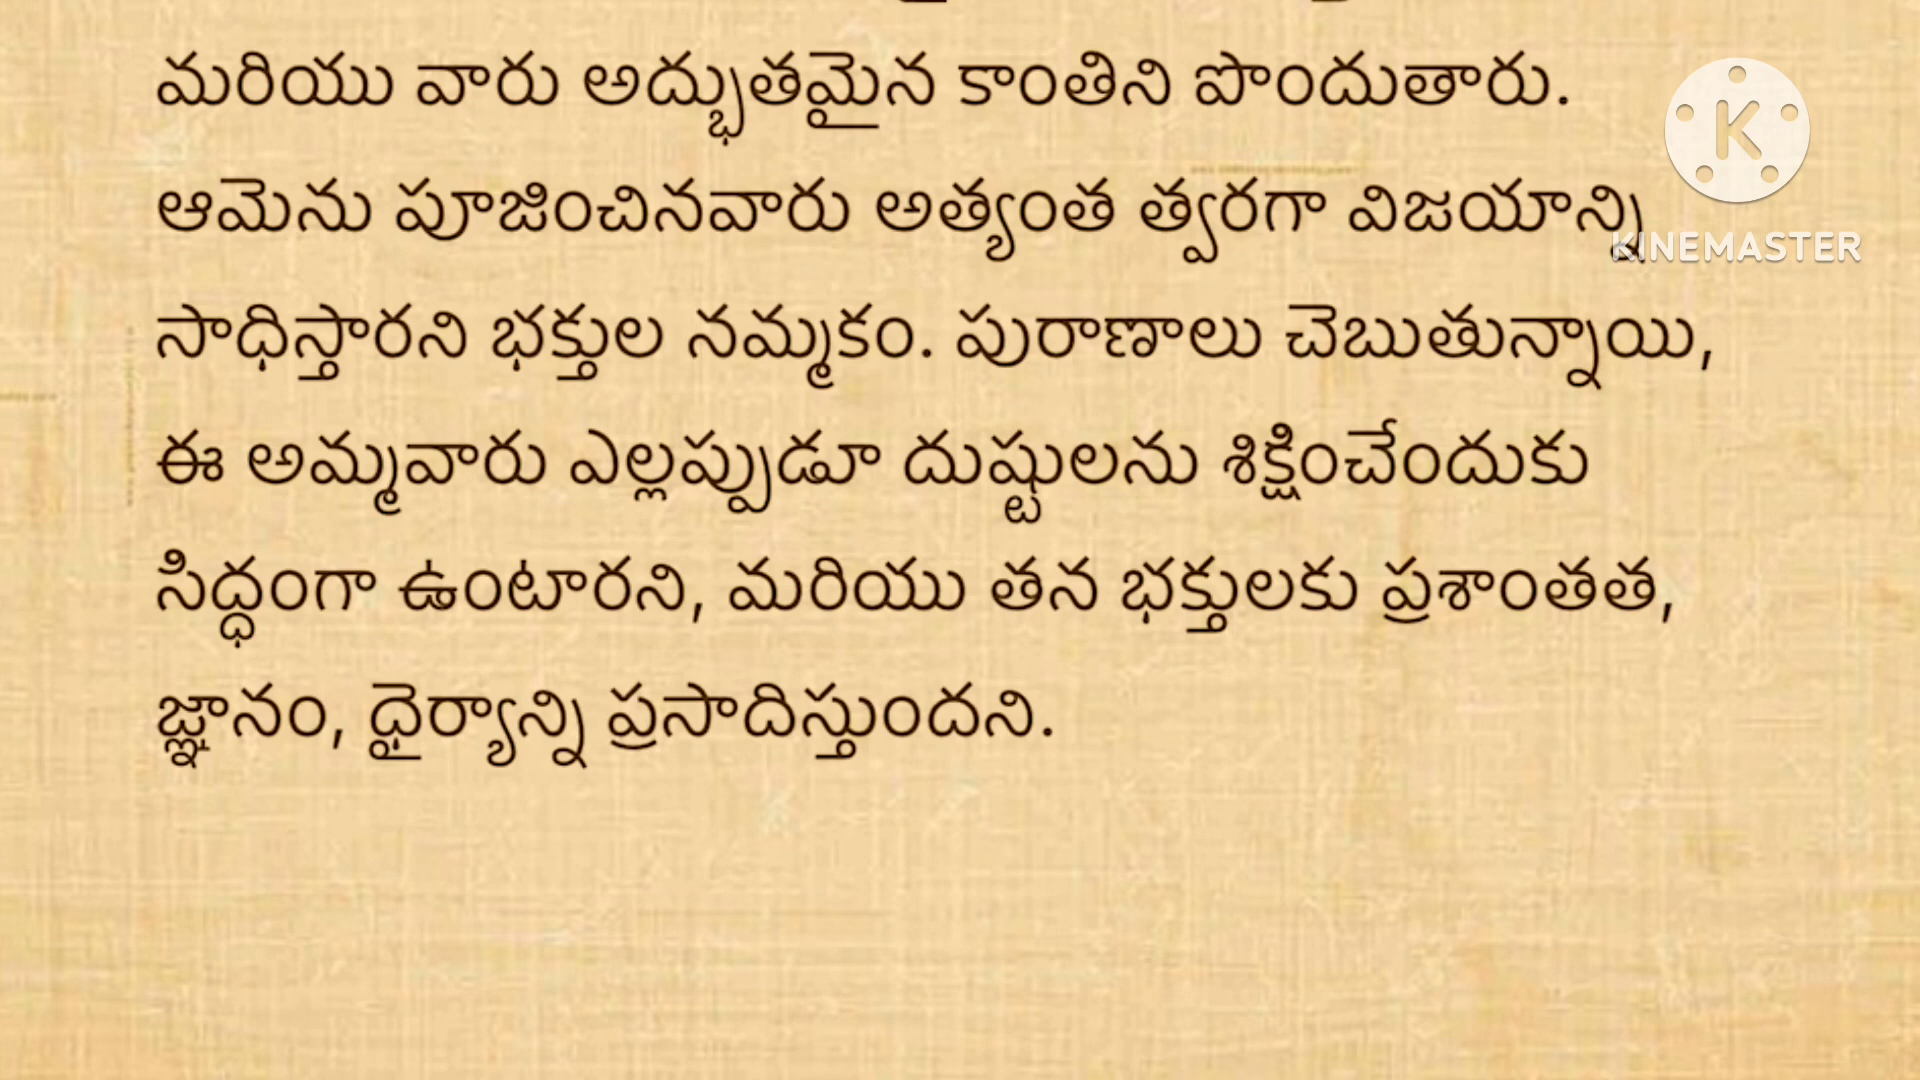 మరియు వారు అద్భుతమైన కాంతిని పొందుతారు.
ఆమెను పూజించినవారు అత్యంత త్వరగా విజయాన్ని
సాధిస్తారని భక్తుల నమ్మకం. పురాణాలు చెబుతున్నాయి,
ఈ అమ్మవారు ఎల్లప్పుడూ దుష్టులను శిక్షించేందుకు
సిద్ధంగా ఉంటారని, మరియు తన భక్తులకు ప్రశాంతత,
జ్ఞానం, ధైర్యాన్ని ప్రసాదిస్తుందని.
K
KINEMASTER